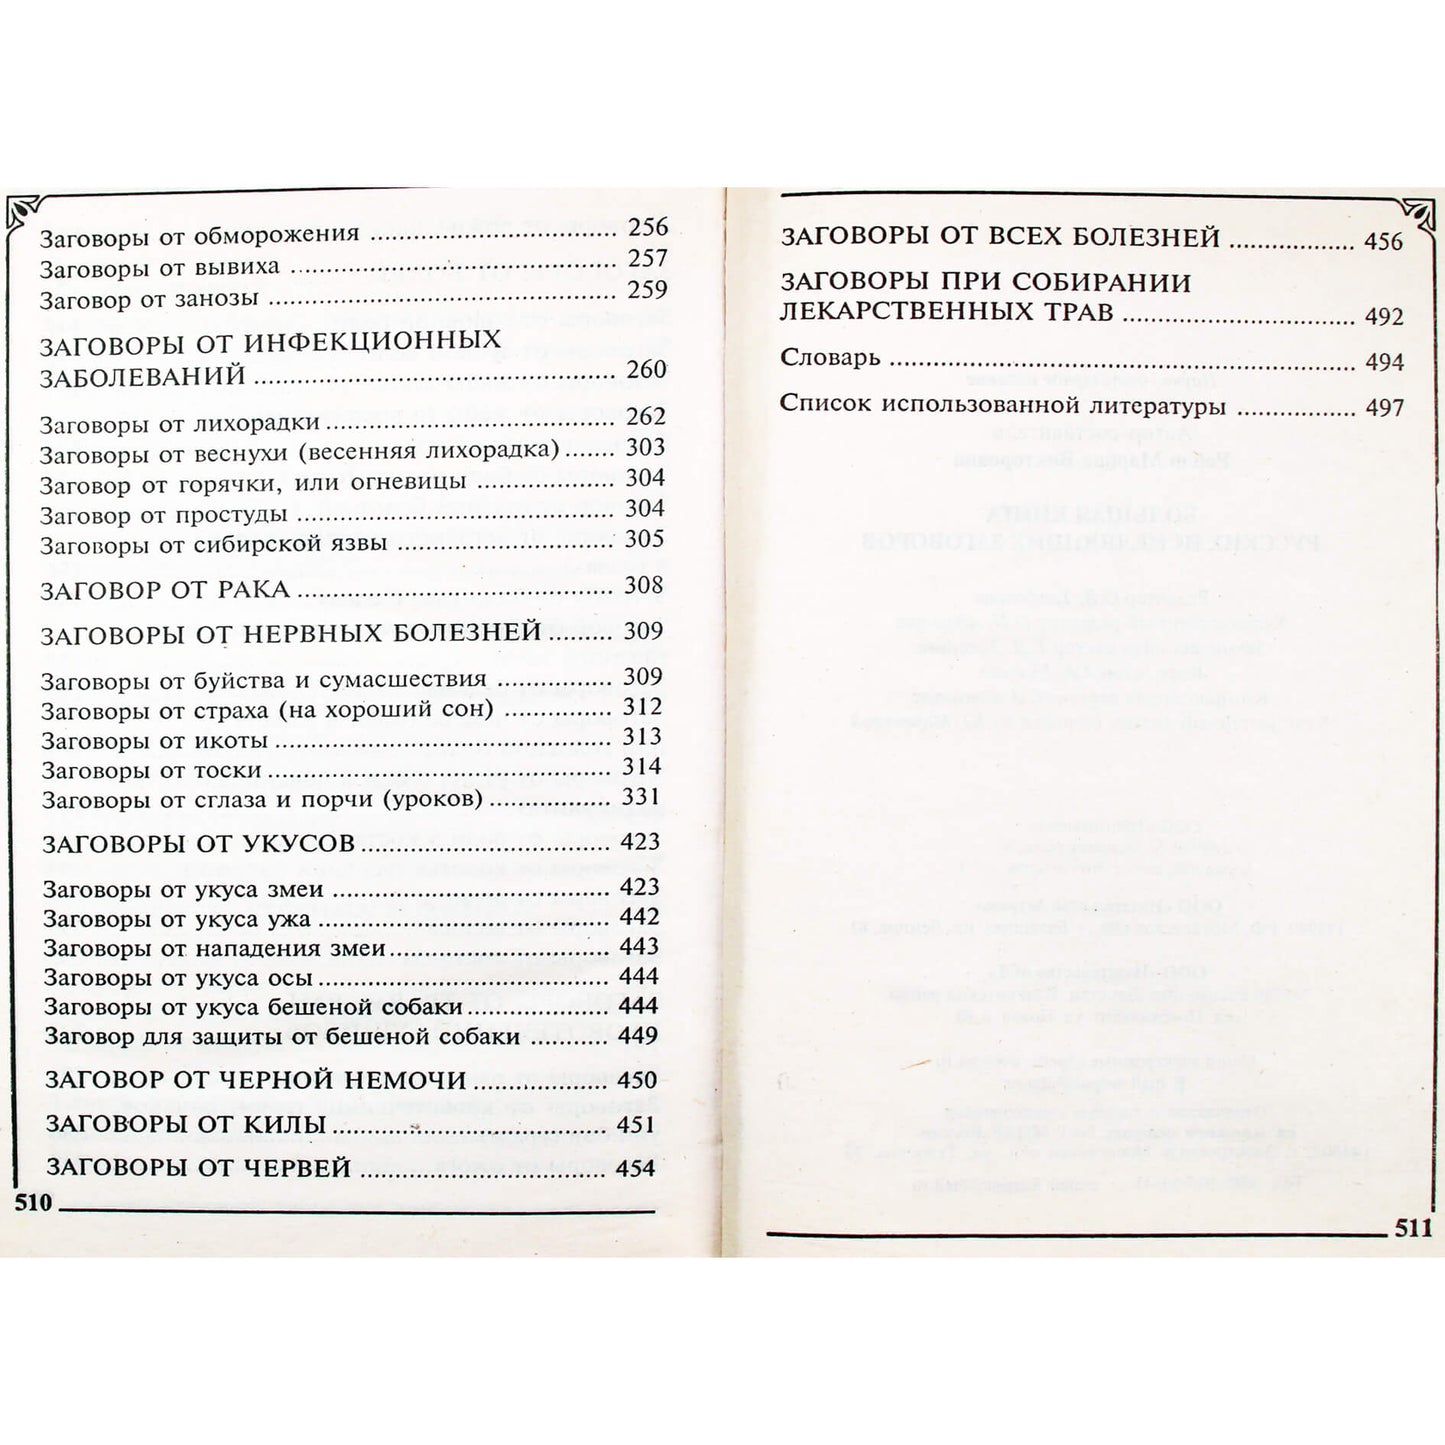 Заговоры от обморожения ........................................ 256
Заговоры от вывиха ........................................ 257
Заговор от занозы ........................................ 259
ЗАГОВОРЫ ОТ ИНФЕКЦИОННЫХ
ЗАБОЛЕВАНИЙ ........................................ 260
Заговоры от лихорадки ........................................ 262
Заговоры от веснухи (весенняя лихорадка) ....... 303
Заговор от горячки, или огневицы .................... 304
Заговор от простуды ........................................ 304
Заговоры от сибирской язвы .............................. 305
ЗАГОВОР ОТ РАКА ........................................ 308
ЗАГОВОРЫ ОТ НЕРВНЫХ БОЛЕЗНЕЙ ......... 309
Заговоры от буйства и сумасшествия ................. 309
Заговоры от страха (на хороший сон) ................ 312
Заговоры от икоты ........................................ 313
Заговоры от тоски ........................................ 314
Заговоры от сглаза и порчи (уроков) .................. 331
ЗАГОВОРЫ ОТ УКУСОВ .................................... 423
Заговоры от укуса змеи ........................................ 423
Заговоры от укуса ужа ........................................ 442
Заговоры от нападения змеи ................................ 443
Заговоры от укуса осы ........................................ 444
Заговоры от укуса бешеной собаки ..................... 444
Заговор для защиты от бешеной собаки ........... 449
ЗАГОВОР ОТ ЧЕРНОЙ НЕМОЧИ .................... 450
ЗАГОВОРЫ ОТ КИЛЫ ........................................ 451
ЗАГОВОРЫ ОТ ЧЕРВЕЙ .................................... 454
510
ЗАГОВОРЫ ОТ ВСЕХ БОЛЕЗНЕЙ .................. 456
ЗАГОВОРЫ ПРИ СОБИРАНИИ
ЛЕКАРСТВЕННЫХ ТРАВ ................................ 492
Словарь ........................................ 494
Список использованной литературы ................. 497
511